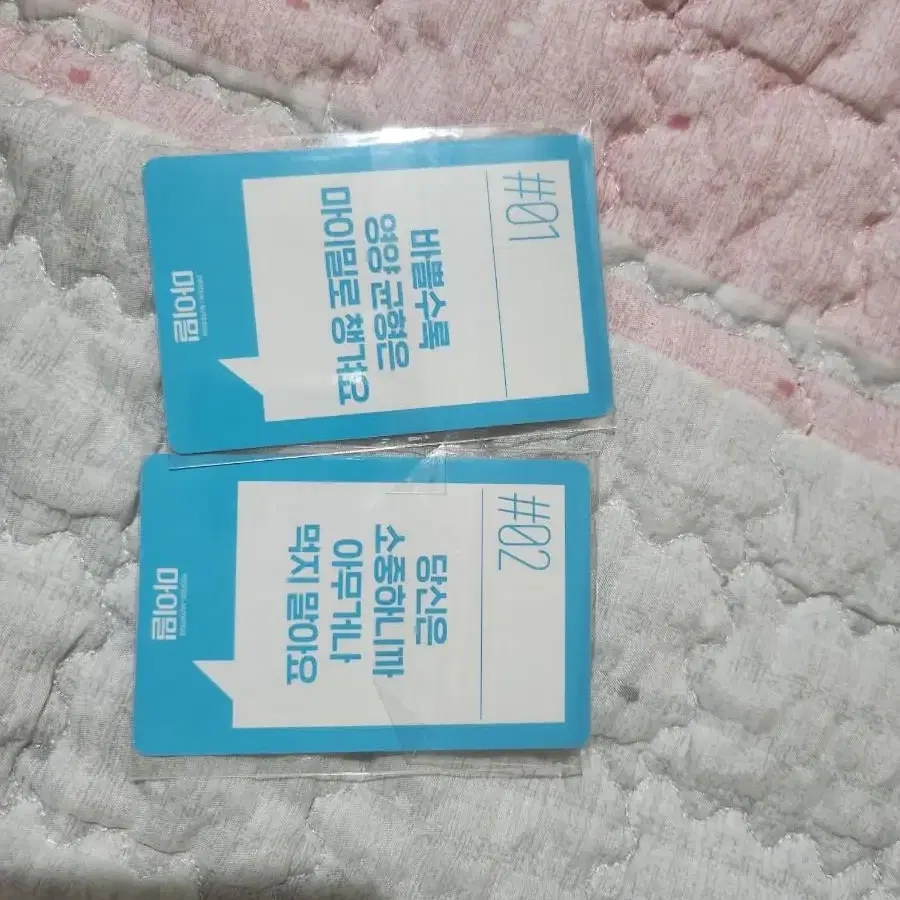 #01
바쁠수록
영양 균형은
마이밀로 챙겨요
마이밀
#02
당신은
소중하니까
아무거나
먹지 말아요
마이밀